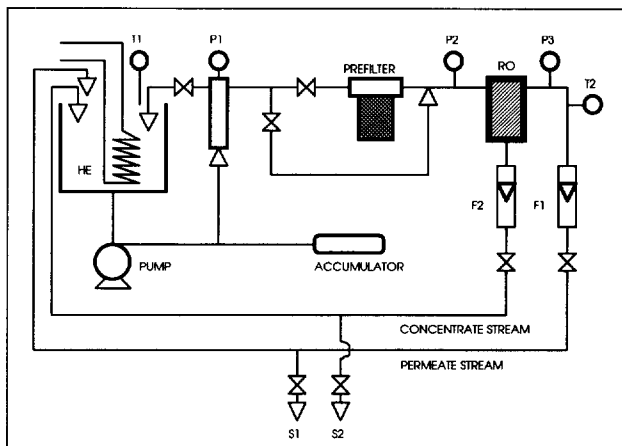 T1
P1
P2
P3
PREFILTER
RO
T2
HE
F2
F1
PUMP
ACCUMULATOR
CONCENTRATE STREAM
PERMEATE STREAM
S1
S2